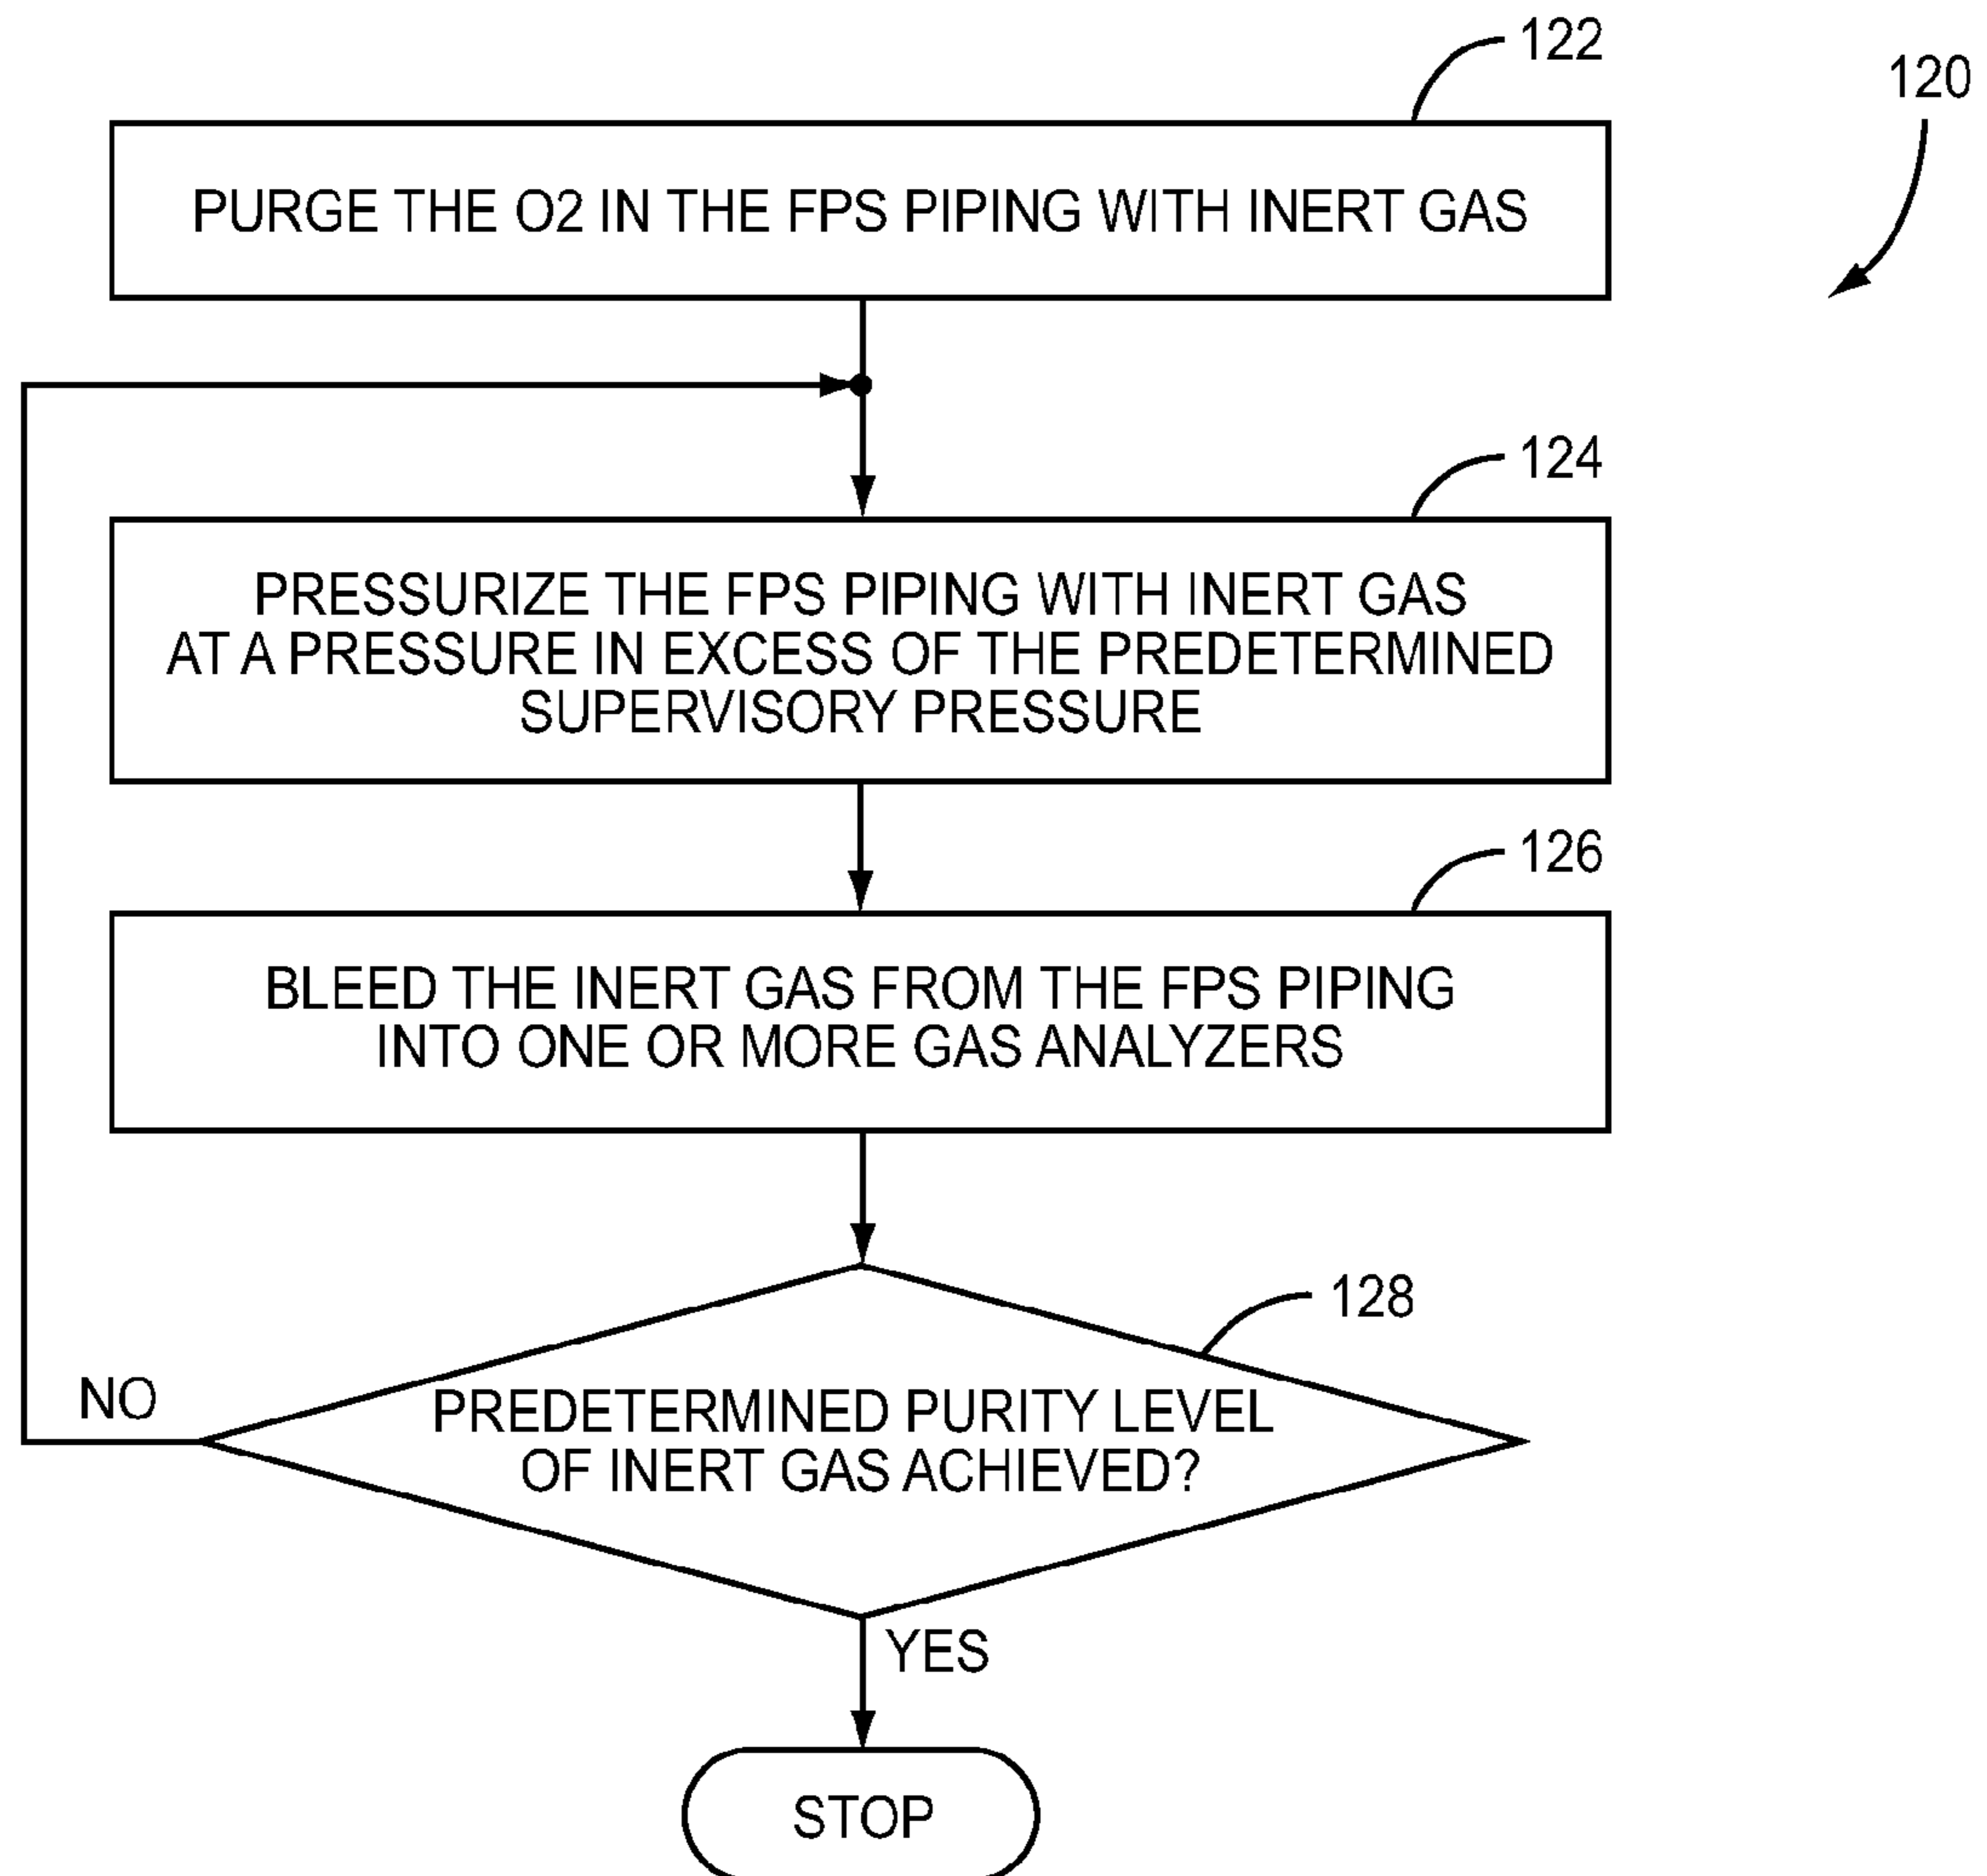 122
120
PURGE THE O2 IN THE FPS PIPING WITH INERT GAS
124
PRESSURIZE THE FPS PIPING WITH INERT GAS
AT A PRESSURE IN EXCESS OF THE PREDETERMINED
SUPERVISORY PRESSURE
126
BLEED THE INERT GAS FROM THE FPS PIPING
INTO ONE OR MORE GAS ANALYZERS
128
NO
PREDETERMINED PURITY LEVEL
OF INERT GAS ACHIEVED?
YES
STOP